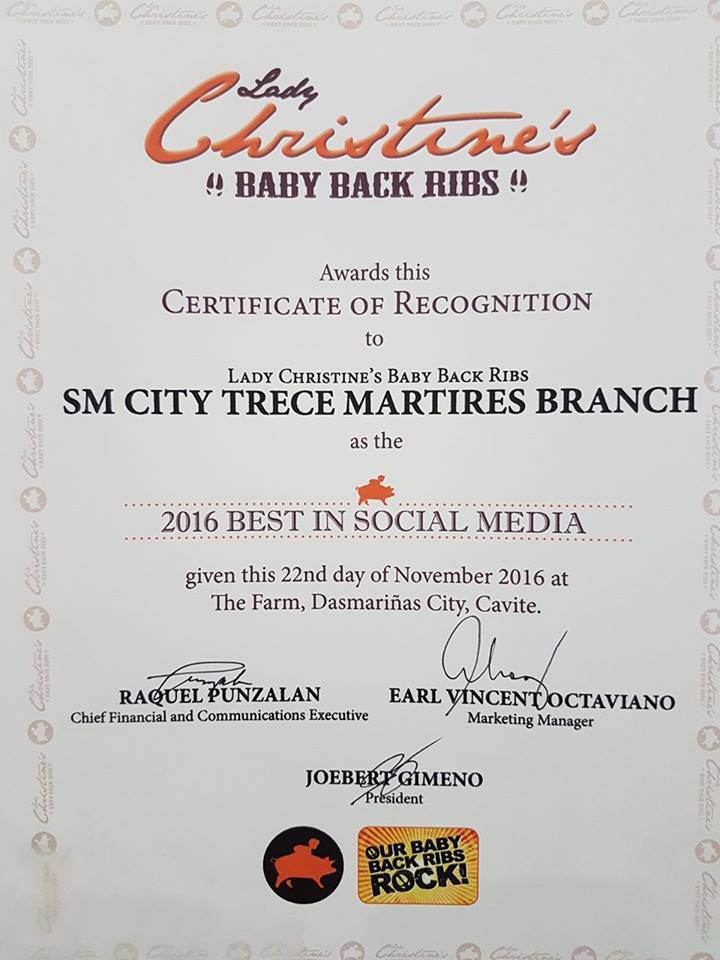 Lady
Christine's
BABY BACK RIBS
Awards this
CERTIFICATE OF RECOGNITION
to
LADY CHRISTINE'S BABY BACK RIBS
SM CITY TRECE MARTIRES BRANCH
as the
2016 BEST IN SOCIAL MEDIA
given this 22nd day of November 2016 at
The Farm, Dasmariñas City, Cavite.
RAQUEL PUNZALAN
Chief Financial and Communications Executive
EARL VINCENT OCTAVIANO
Marketing Manager
JOEBERT GIMENO
President
OUR BABY
BACK RIBS
ROCK!